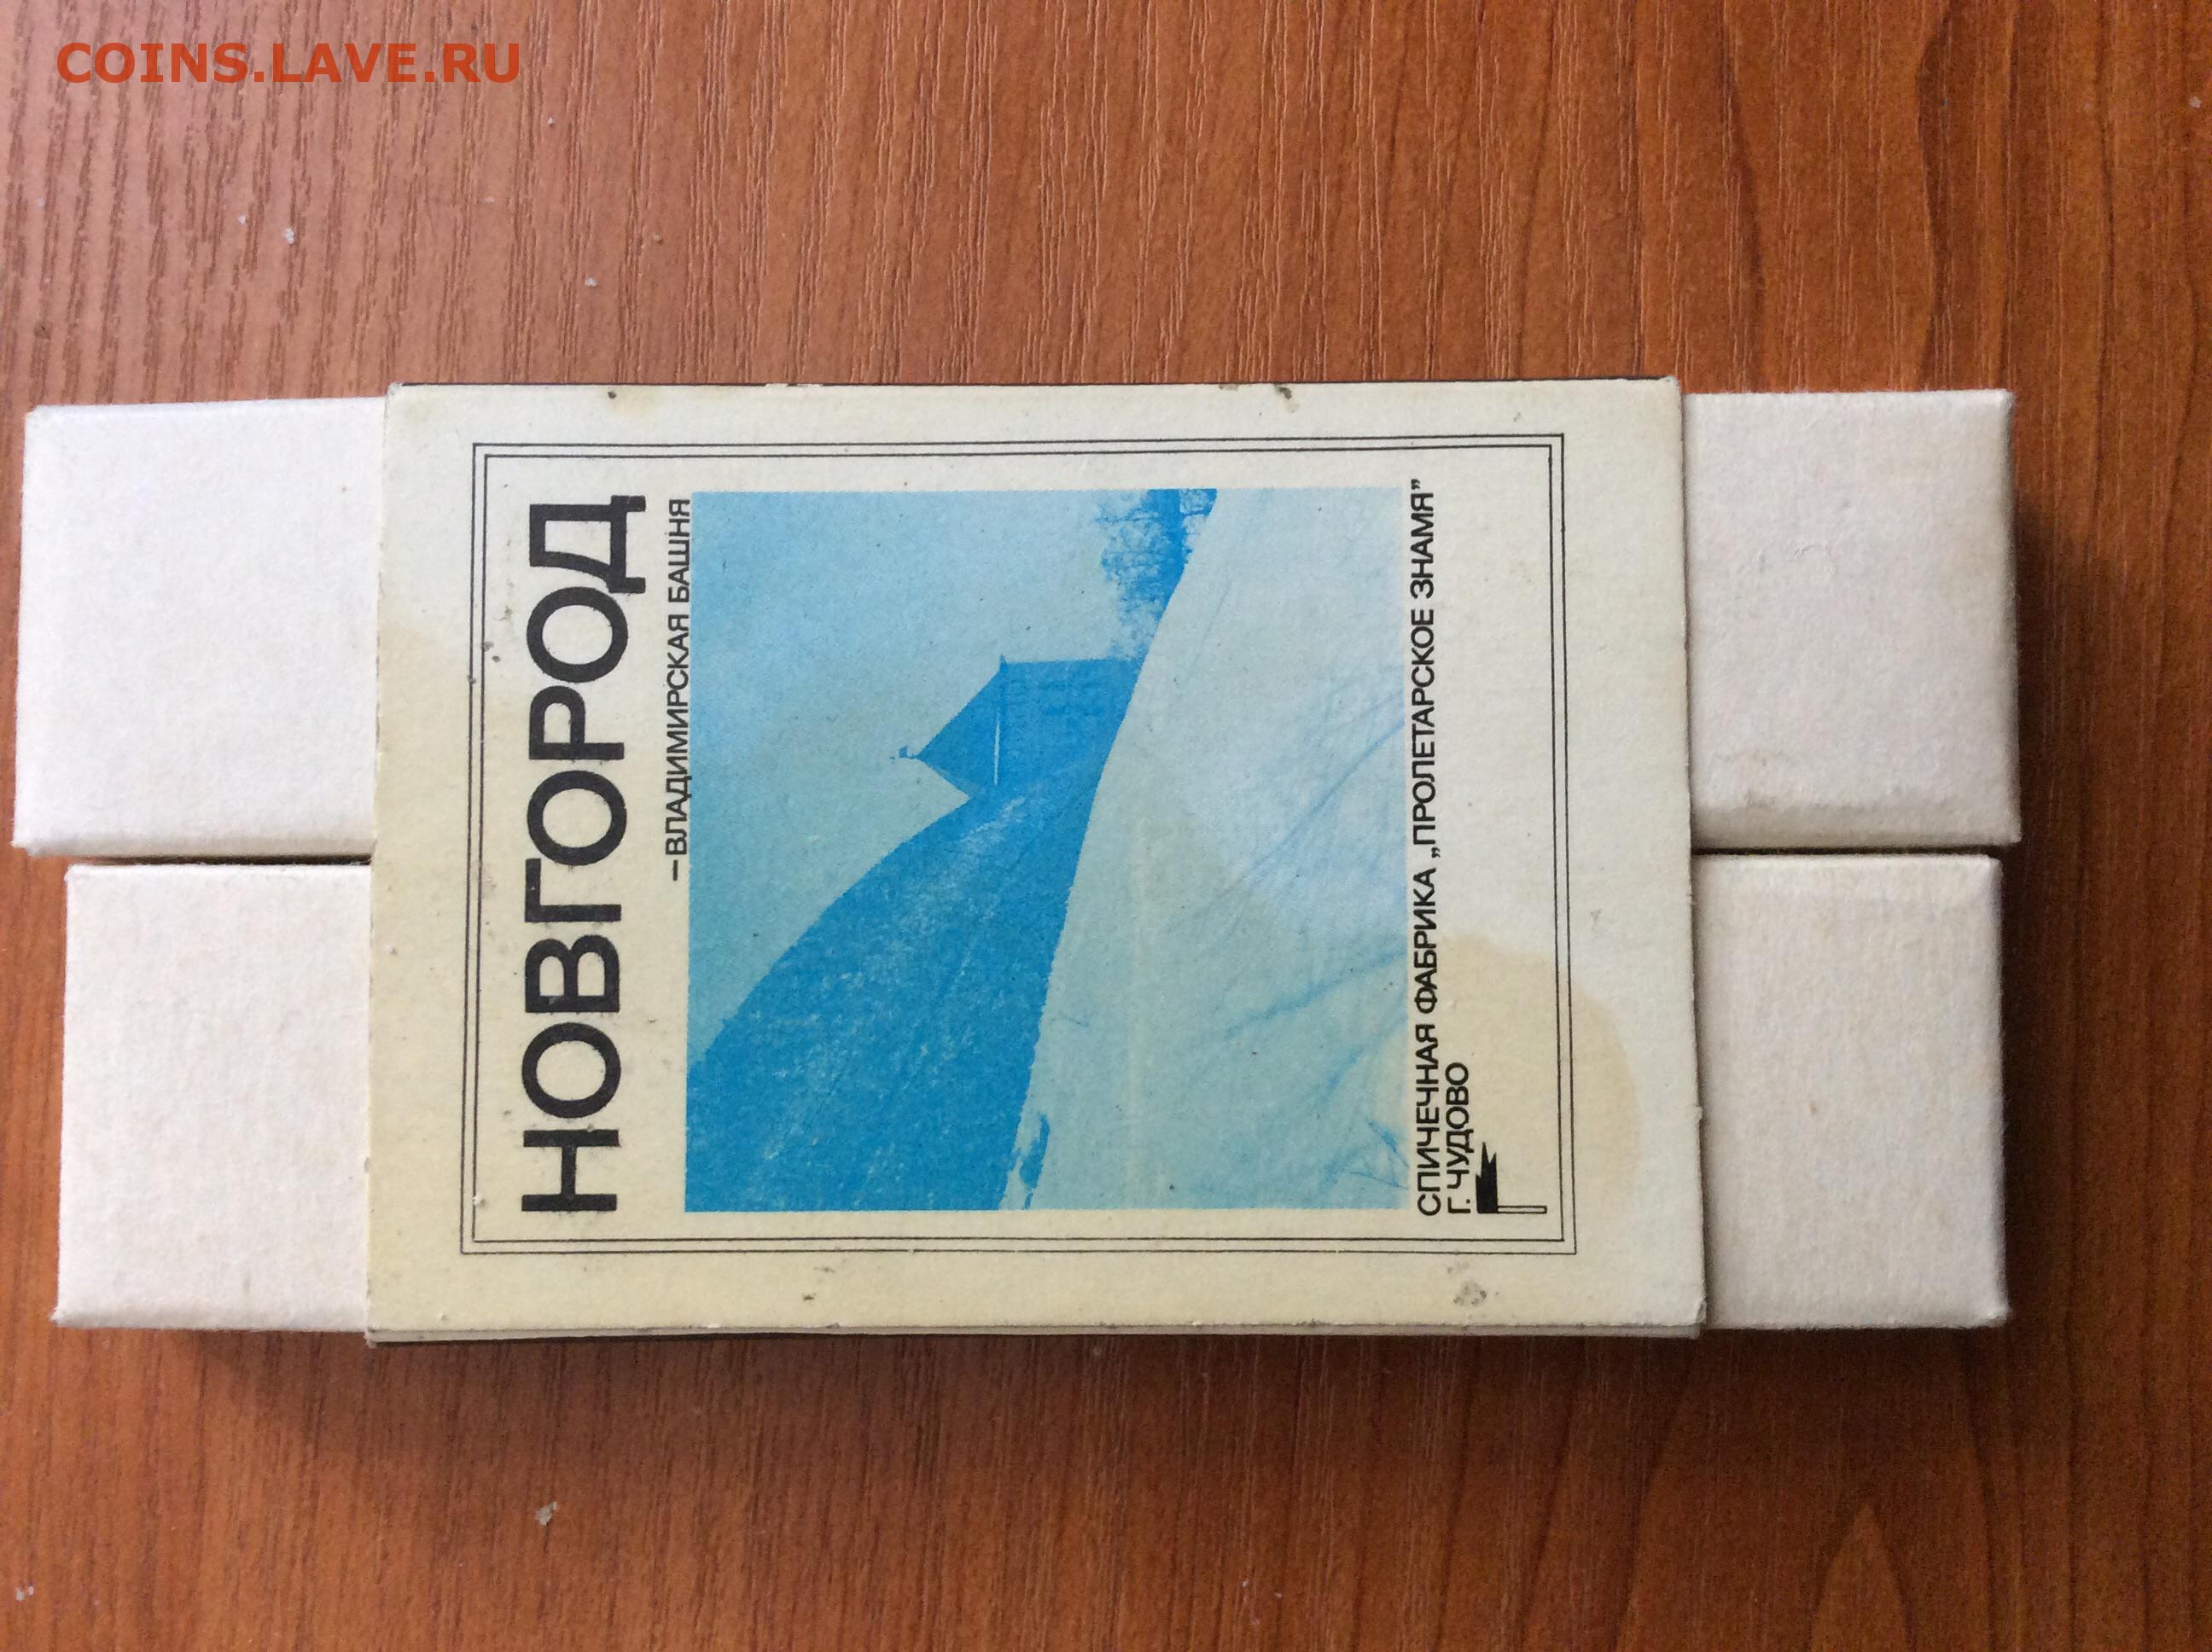 COINS.LAVE.RU
НОВГОРОД
–ВЛАДИМИРСКАЯ БАШНЯ
СПИЧЕЧНАЯ ФАБРИКА „ПРОЛЕТАРСКОЕ ЗНАМЯ”
Г. ЧУДОВО